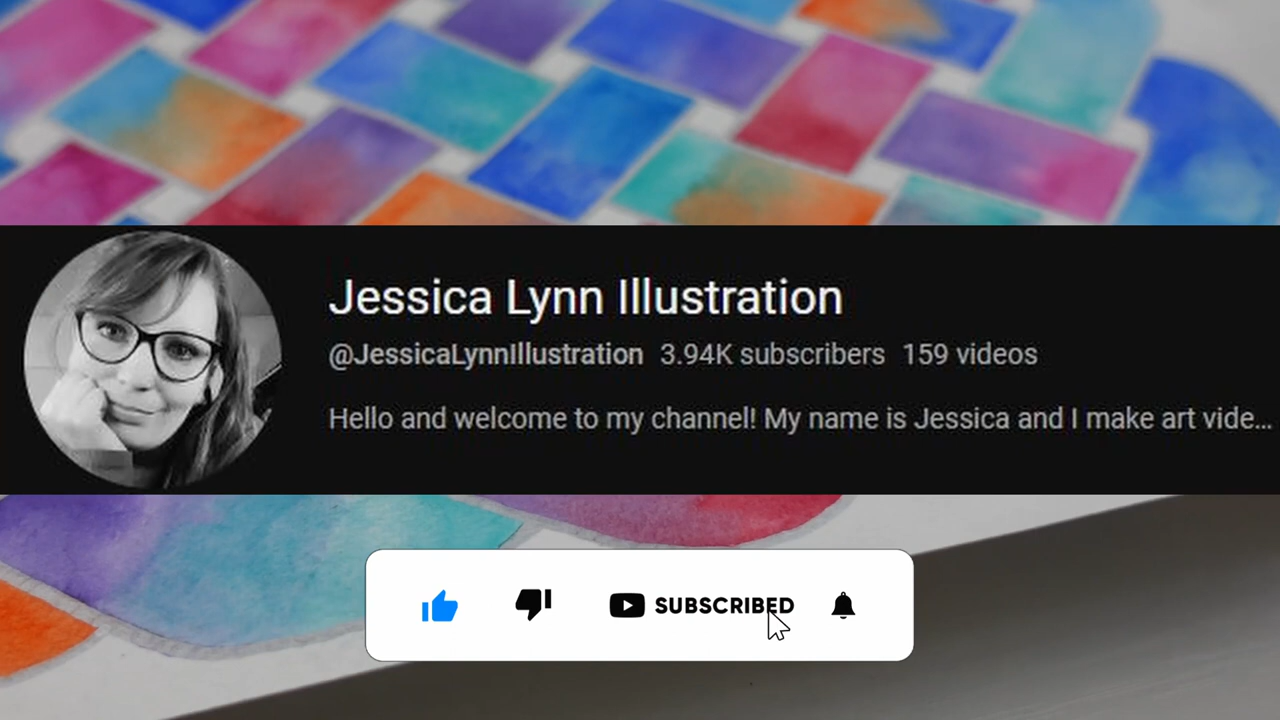 Jessica Lynn Illustration
@JessicaLynnIllustration 3.94K subscribers 159 videos
Hello and welcome to my channel! My name is Jessica and I make art vide...
SUBSCRIBED